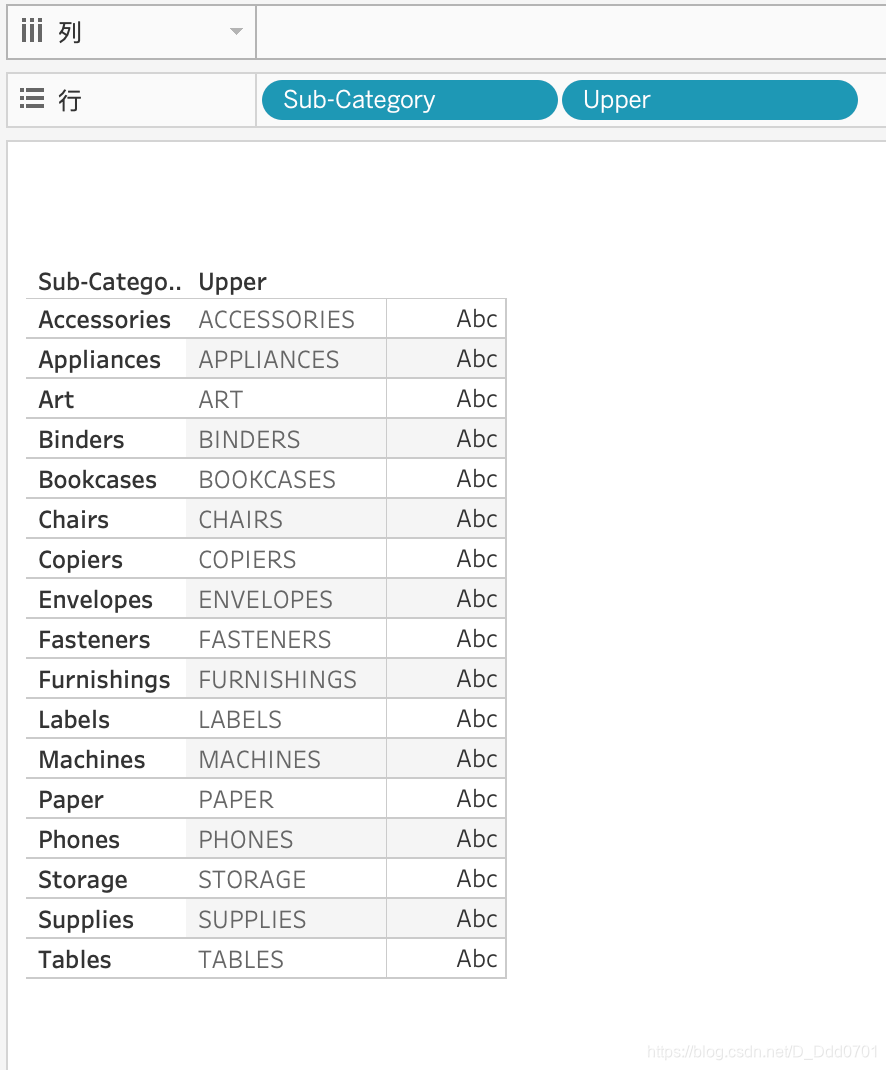 列
行 Sub-Category Upper
Sub-Catego.. Upper
Accessories ACCESSORIES Abc
Appliances APPLIANCES Abc
Art ART Abc
Binders BINDERS Abc
Bookcases BOOKCASES Abc
Chairs CHAIRS Abc
Copiers COPIERS Abc
Envelopes ENVELOPES Abc
Fasteners FASTENERS Abc
Furnishings FURNISHINGS Abc
Labels LABELS Abc
Machines MACHINES Abc
Paper PAPER Abc
Phones PHONES Abc
Storage STORAGE Abc
Supplies SUPPLIES Abc
Tables TABLES Abc
https://blog.csdn.net/D_Ddd0701